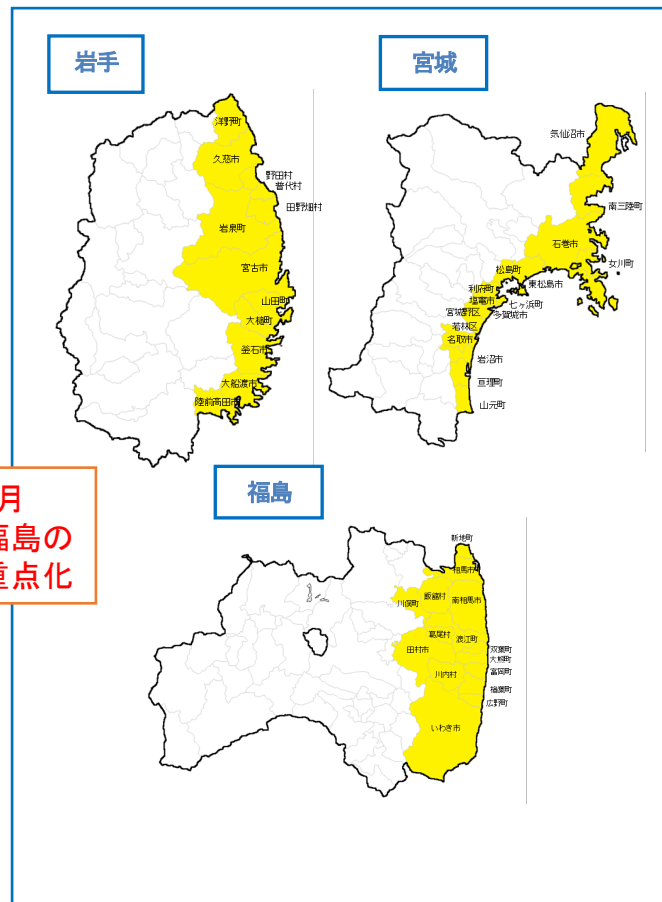 岩手
洋野町
久慈市
野田村
普代村
田野畑村
岩泉町
宮古市
山田町
大槌町
釜石市
大船渡市
陸前高田市
宮城
気仙沼市
南三陸町
石巻市
女川町
松島町
東松島市
利府町
塩竈市
七ヶ浜町
宮城野区
多賀城市
若林区
名取市
岩沼市
亘理町
山元町
月
福島の
重点化
福島
新地町
相馬市
飯舘村
川俣町
南相馬市
葛尾村
浪江町
田村市
双葉町
大熊町
川内村
富岡町
楢葉町
広野町
いわき市